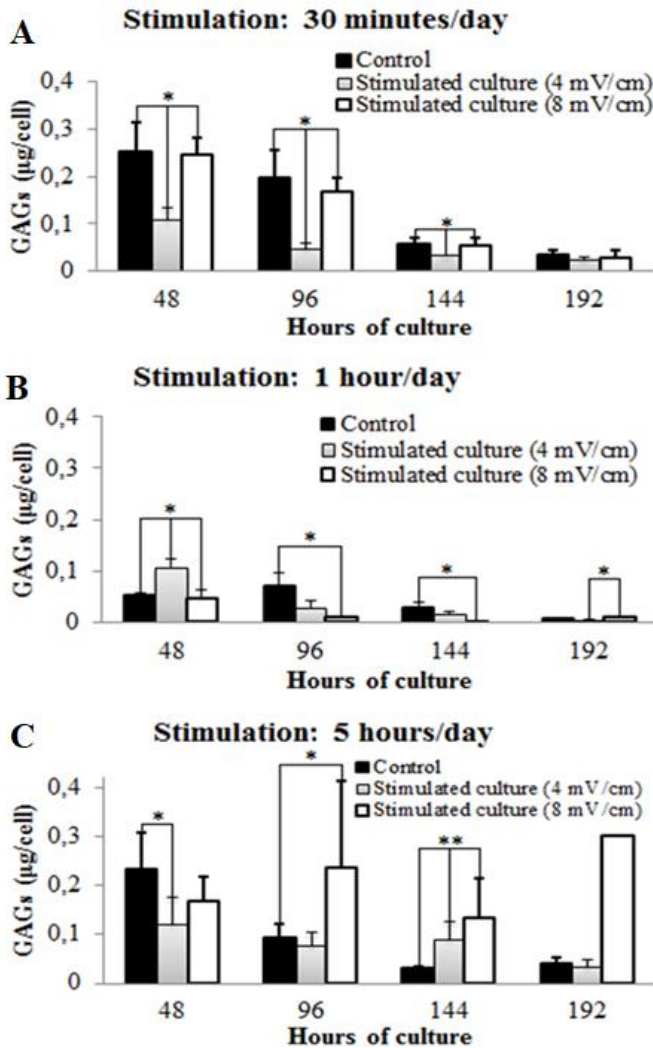 A
Stimulation: 30 minutes/day
Control
Stimulated culture (4 mV/cm)
Stimulated culture (8 mV/cm)
GAGs (µg/cell)
0,4
0,3
0,2
0,1
0
*
*
*
48 96 144 192
Hours of culture
B
Stimulation: 1 hour/day
Control
Stimulated culture (4 mV/cm)
Stimulated culture (8 mV/cm)
GAGs (µg/cell)
0,4
0,3
0,2
0,1
0
*
*
*
*
48 96 144 192
Hours of culture
C
Stimulation: 5 hours/day
Control
Stimulated culture (4 mV/cm)
Stimulated culture (8 mV/cm)
GAGs (µg/cell)
0,4
0,3
0,2
0,1
0
*
*
**
48 96 144 192
Hours of culture